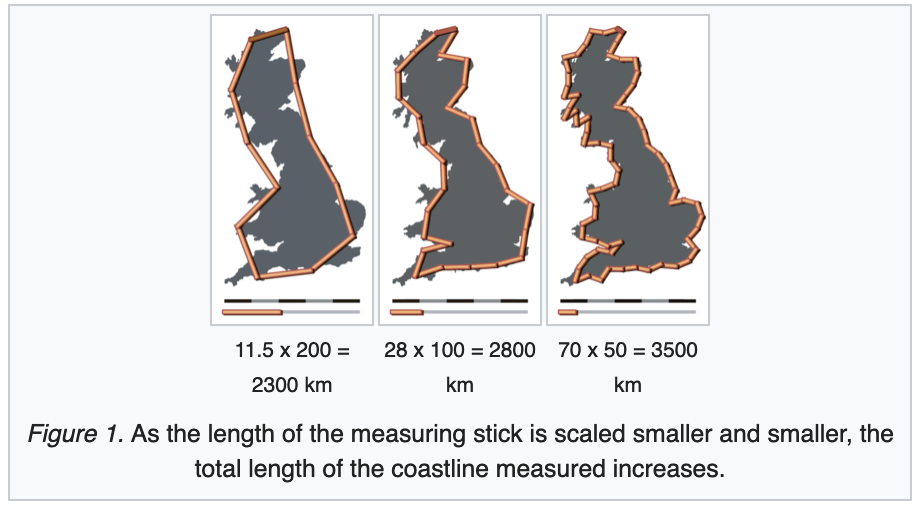 11.5 x 200 =
2300 km
28 x 100 = 2800
km
70 x 50 = 3500
km
Figure 1. As the length of the measuring stick is scaled smaller and smaller, the
total length of the coastline measured increases.